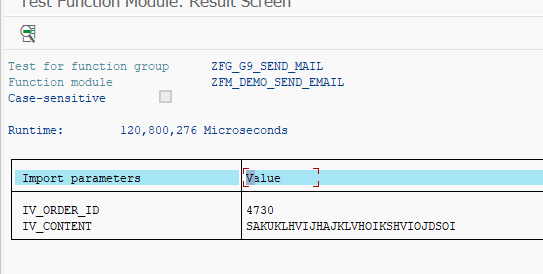 Test Function Module: Result Screen
Test for function group ZFG_G9_SEND_MAIL
Function module ZFM_DEMO_SEND_EMAIL
Case-sensitive
Runtime: 120,800,276 Microseconds
Import parameters Value
IV_ORDER_ID 4730
IV_CONTENT SAKUKLHVIJHAJKLVHOIKSHVIOJDSOI